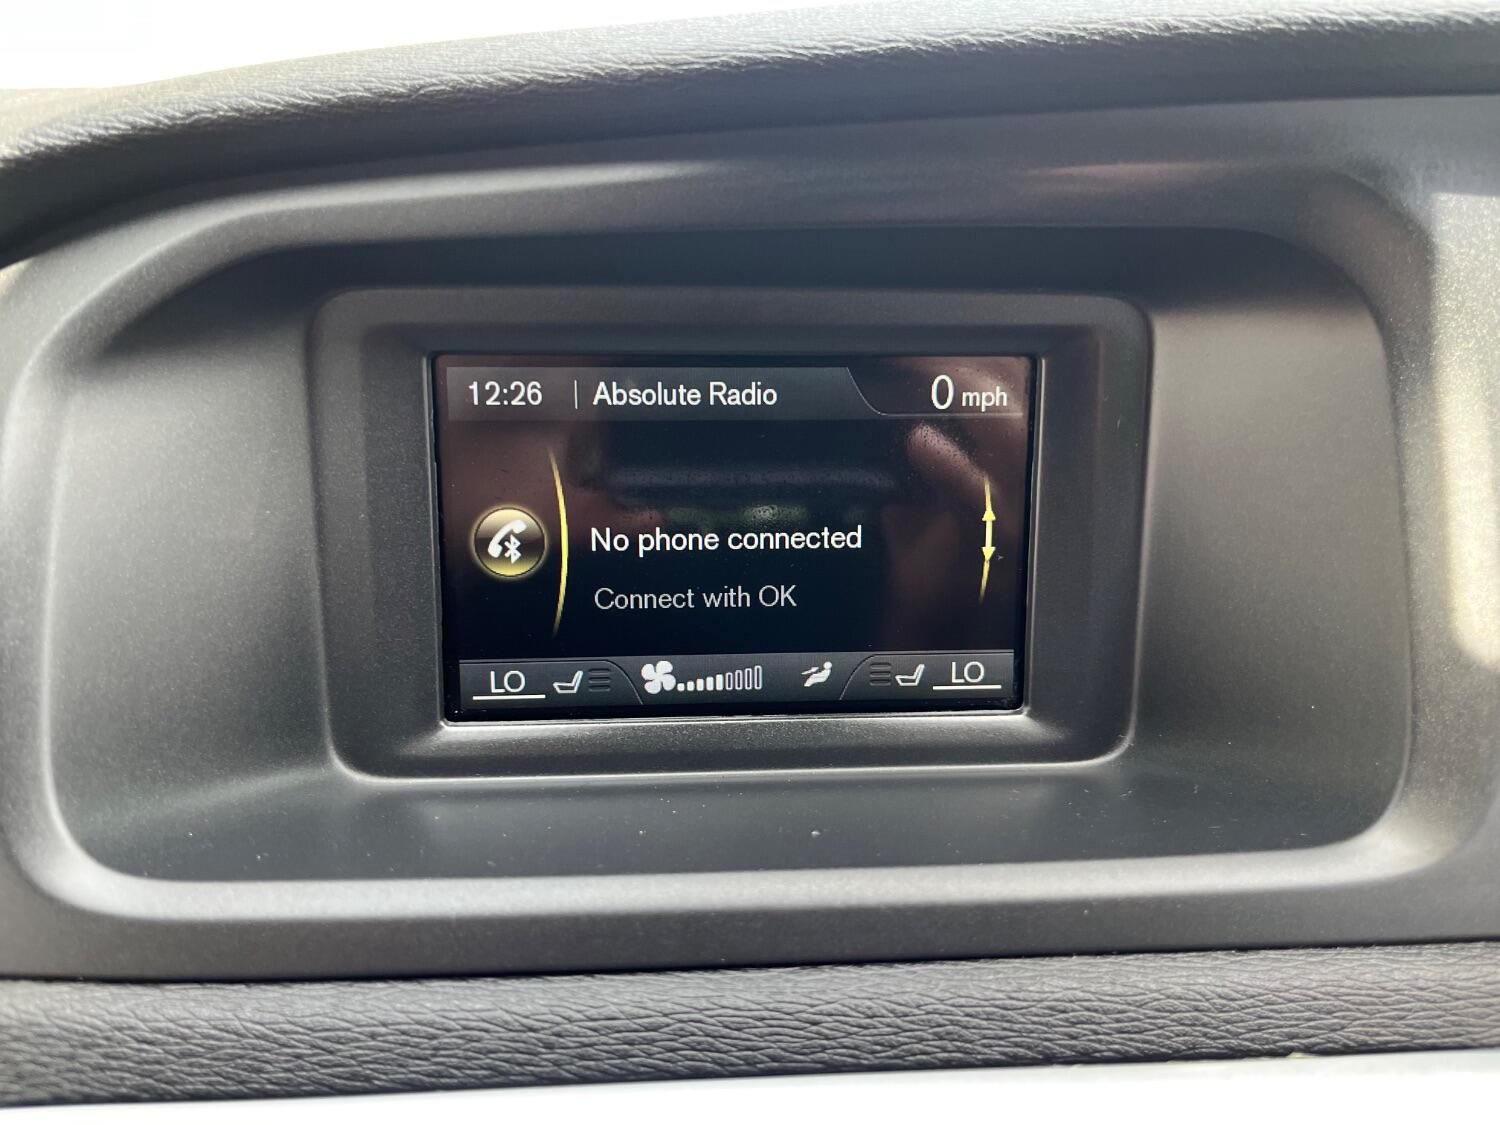 12:26 | Absolute Radio 0 mph
No phone connected
Connect with OK
LO LO